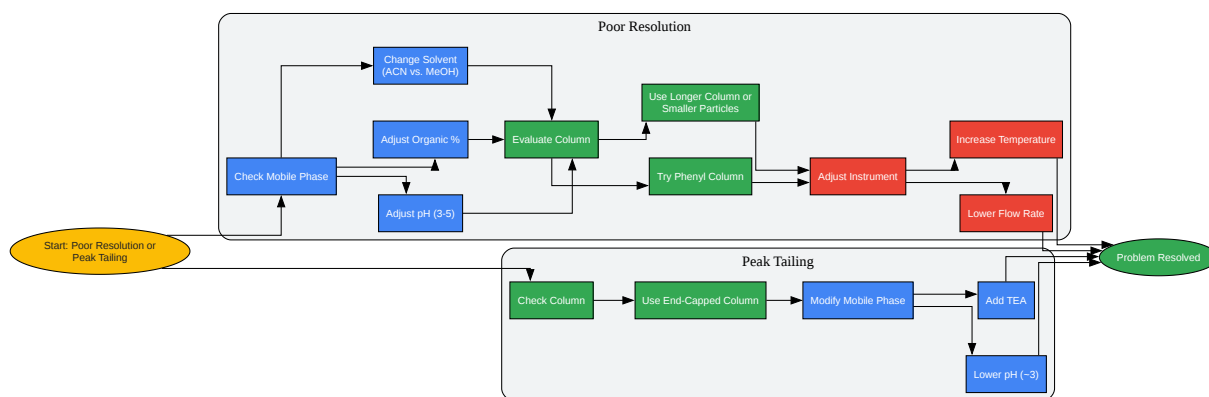 Poor Resolution
Change Solvent
(ACN vs. MeOH)
Use Longer Column or
Smaller Particles
Adjust Organic %
Evaluate Column
Increase Temperature
Check Mobile Phase
Try Phenyl Column
Adjust Instrument
Adjust pH (3-5)
Lower Flow Rate
Start: Poor Resolution or
Peak Tailing
Problem Resolved
Peak Tailing
Check Column
Use End-Capped Column
Modify Mobile Phase
Add TEA
Lower pH (~3)